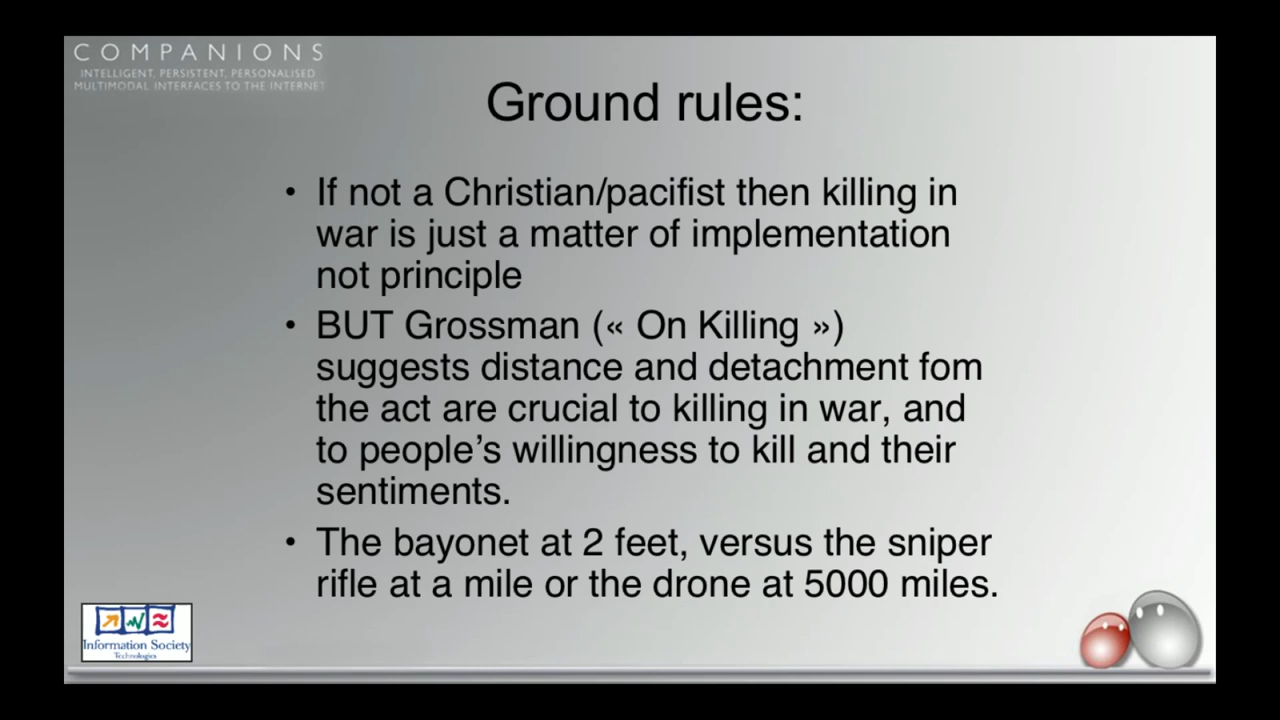 COMPANIONS
INTELLIGENT, PERSISTENT, PERSONALISED
MULTIMODAL INTERFACES TO THE INTERNET
Ground rules:
• If not a Christian/pacifist then killing in
war is just a matter of implementation
not principle
• BUT Grossman (« On Killing »)
suggests distance and detachment fom
the act are crucial to killing in war, and
to people’s willingness to kill and their
sentiments.
• The bayonet at 2 feet, versus the sniper
rifle at a mile or the drone at 5000 miles.
Information Society
Technologies